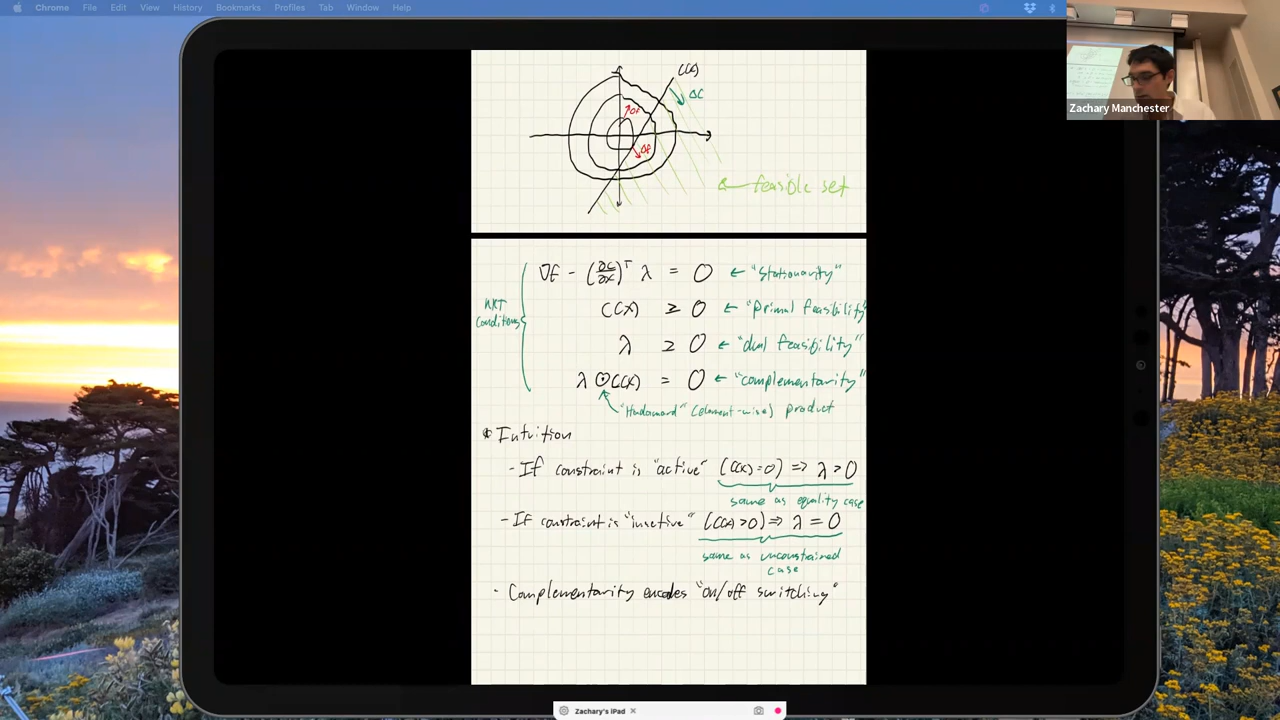 Chrome File Edit View History Bookmarks Profiles Tab Window Help
Zachary Manchester
C(x)
∇C
∇f
∇f
feasible set
KKT Conditions
∇f - (∂C/∂x)ᵀ λ = 0 ← "Stationarity"
C(x) ≥ 0 ← "primal feasibility"
λ ≥ 0 ← "dual feasibility"
λ ⊙ C(x) = 0 ← "complementarity"
"Hadamard" (element-wise) product
* Intuition
- If constraint is "active" (C(x)=0) ⇒ λ > 0
same as equality case
- If constraint is "inactive" (C(x)>0) ⇒ λ = 0
same as unconstrained
case
- Complementarity encodes "on/off switching"
Zachary's iPad